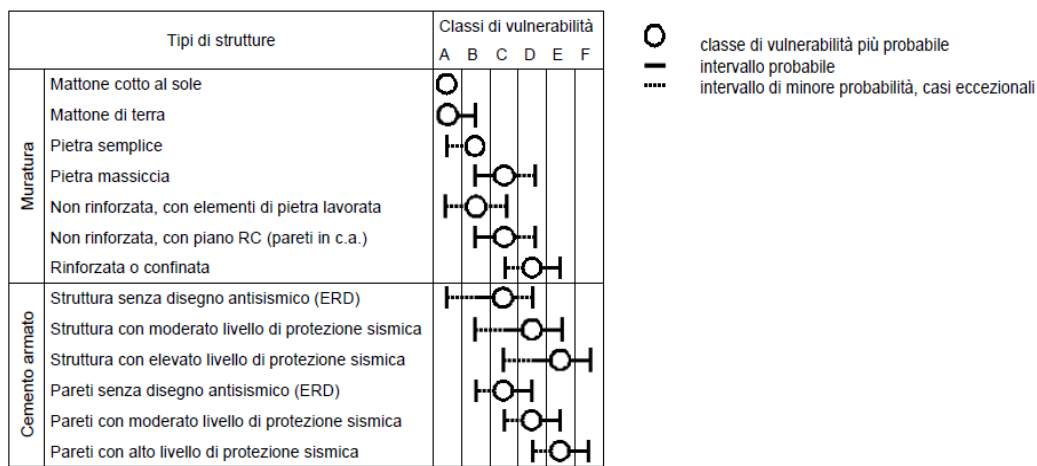 Tipi di strutture
Classi di vulnerabilità
A B C D E F
Muratura
Mattone cotto al sole
Mattone di terra
Pietra semplice
Pietra massiccia
Non rinforzata, con elementi di pietra lavorata
Non rinforzata, con piano RC (pareti in c.a.)
Rinforzata o confinata
Cemento armato
Struttura senza disegno antisismico (ERD)
Struttura con moderato livello di protezione sismica
Struttura con elevato livello di protezione sismica
Pareti senza disegno antisismico (ERD)
Pareti con moderato livello di protezione sismica
Pareti con alto livello di protezione sismica
classe di vulnerabilità più probabile
intervallo probabile
intervallo di minore probabilità, casi eccezionali